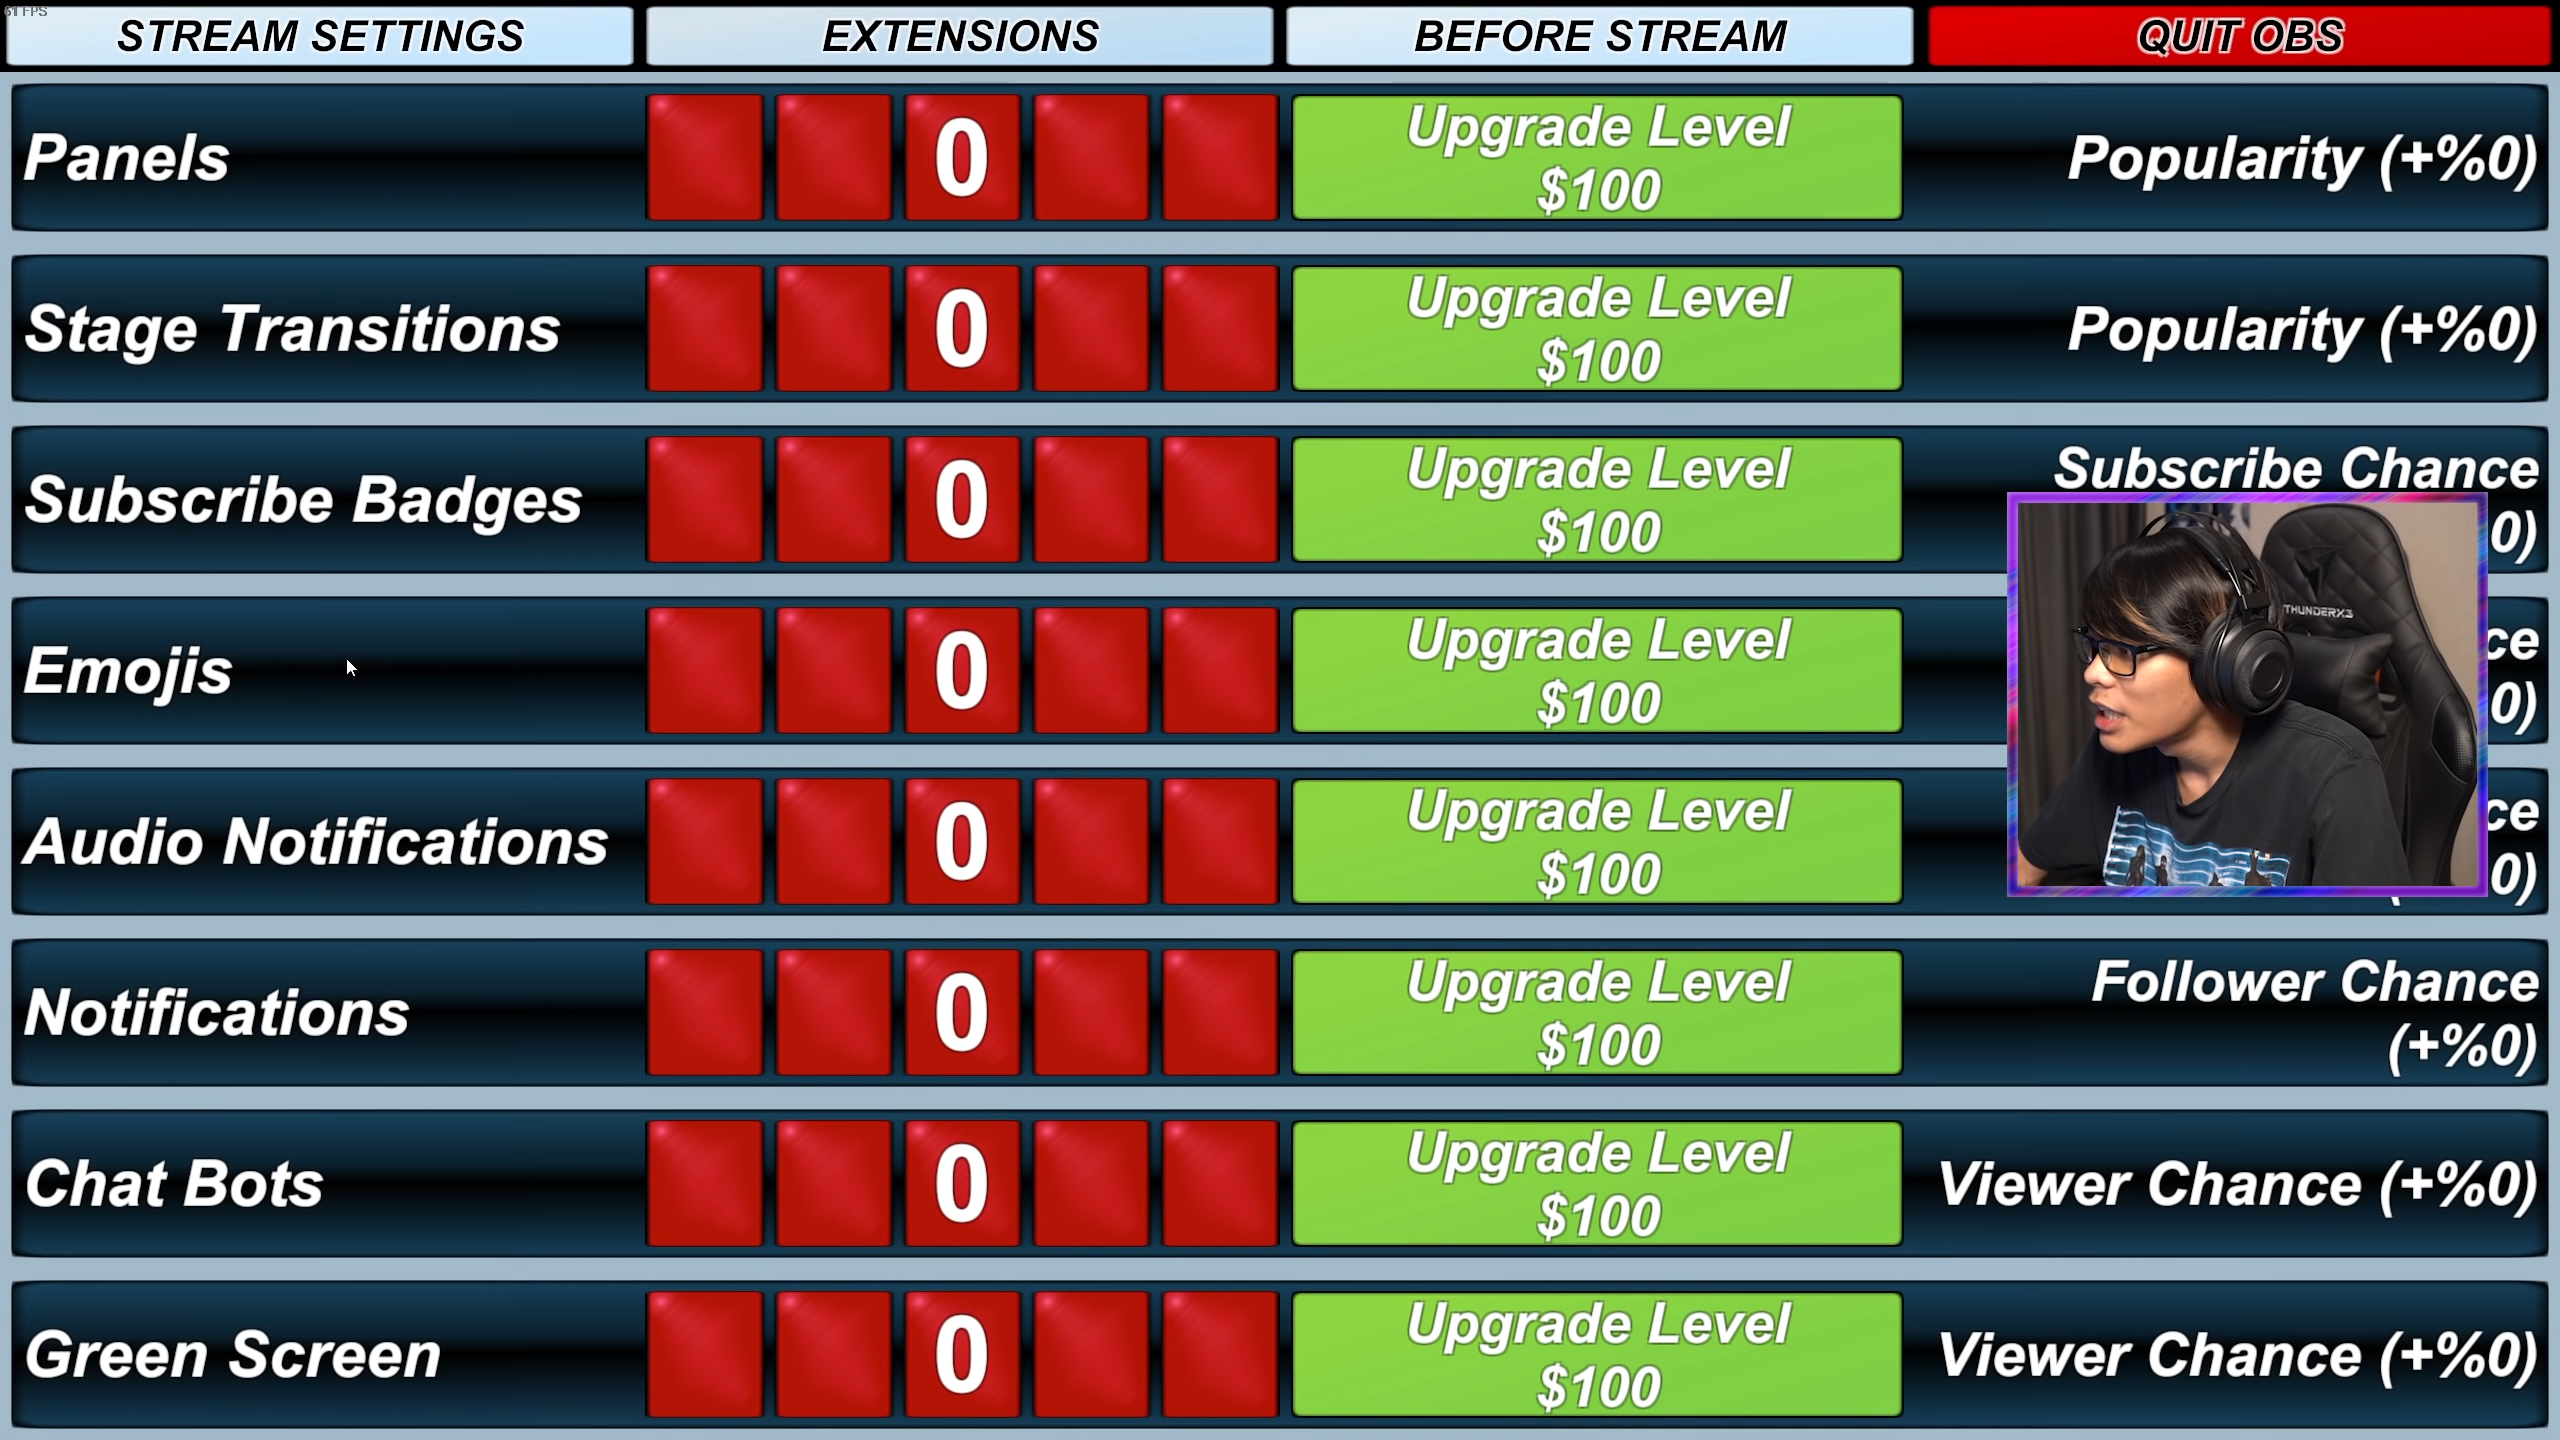 61 FPS
STREAM SETTINGS
EXTENSIONS
BEFORE STREAM
QUIT OBS
Panels
0
Upgrade Level
$100
Popularity (+%0)
Stage Transitions
0
Upgrade Level
$100
Popularity (+%0)
Subscribe Badges
0
Upgrade Level
$100
Subscribe Chance
0)
Emojis
0
Upgrade Level
$100
ce
0)
Audio Notifications
0
Upgrade Level
$100
ce
0)
THUNDERX3
Notifications
0
Upgrade Level
$100
Follower Chance
(+%0)
Chat Bots
0
Upgrade Level
$100
Viewer Chance (+%0)
Green Screen
0
Upgrade Level
$100
Viewer Chance (+%0)